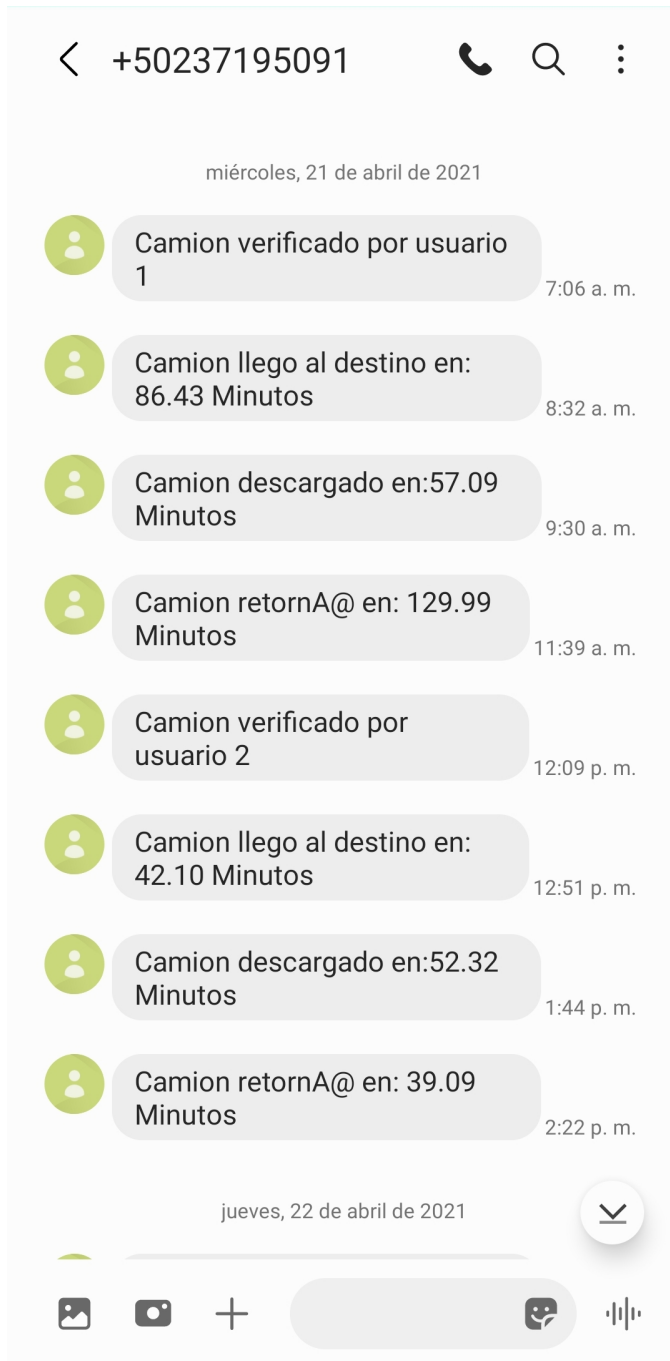 +50237195091
miércoles, 21 de abril de 2021
Camion verificado por usuario
1
7:06 a. m.
Camion llego al destino en:
86.43 Minutos
8:32 a. m.
Camion descargado en:57.09
Minutos
9:30 a. m.
Camion retornA@ en: 129.99
Minutos
11:39 a. m.
Camion verificado por
usuario 2
12:09 p. m.
Camion llego al destino en:
42.10 Minutos
12:51 p. m.
Camion descargado en:52.32
Minutos
1:44 p. m.
Camion retornA@ en: 39.09
Minutos
2:22 p. m.
jueves, 22 de abril de 2021